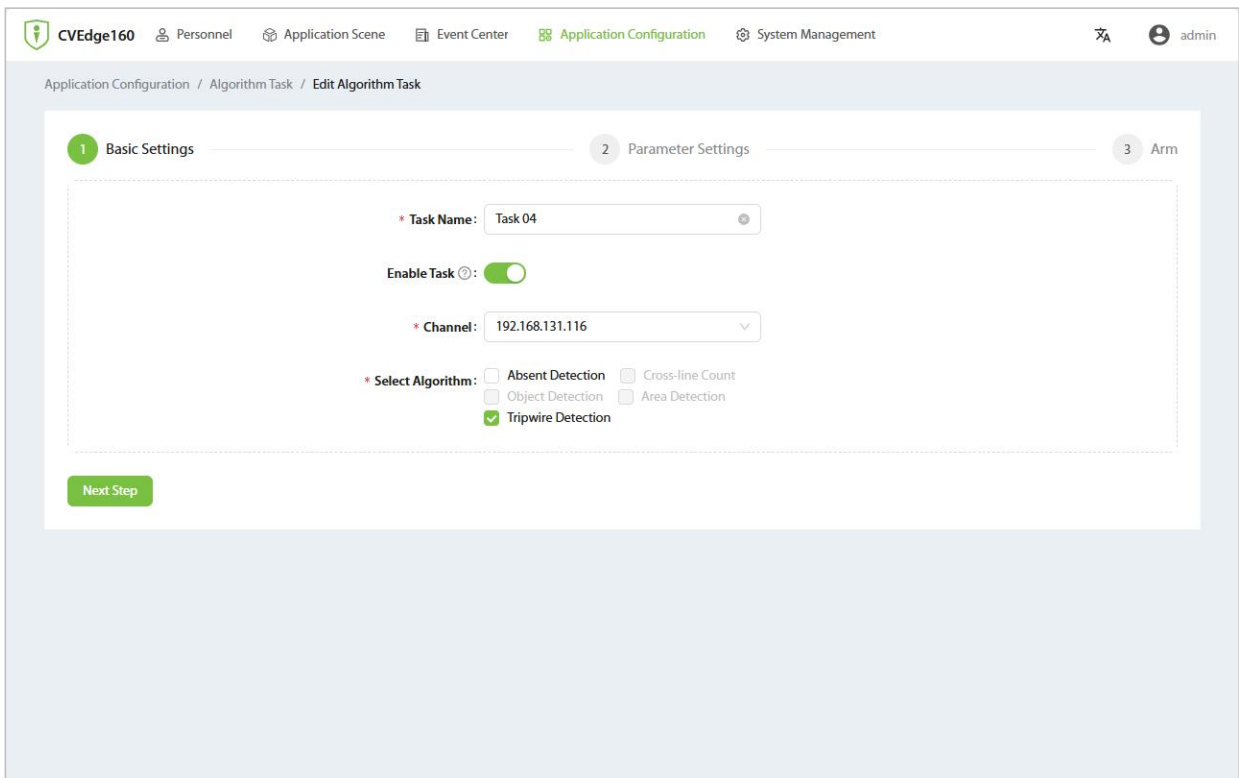 CVEdge160 Personnel Application Scene Event Center Application Configuration System Management 文A admin
Application Configuration / Algorithm Task / Edit Algorithm Task
1 Basic Settings 2 Parameter Settings 3 Arm
* Task Name: Task 04
Enable Task ? :
* Channel: 192.168.131.116
* Select Algorithm: Absent Detection Cross-line Count
Object Detection Area Detection
Tripwire Detection
Next Step